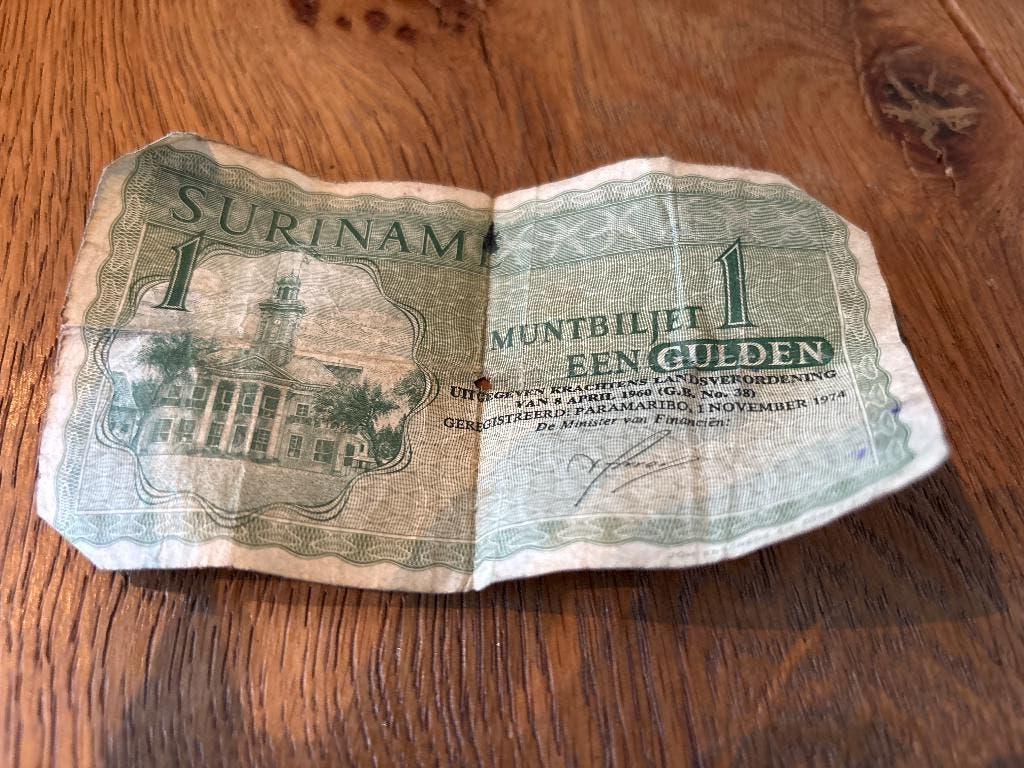 SURINAME
1
1
MUNTBILJET
EEN GULDEN
UITGEGEVEN KRACHTENS LANDSVERORDENING
VAN 8 APRIL 1960 (G.B. No. 38)
GEREGISTREERD: PARAMARIBO, 1 NOVEMBER 1974
De Minister van Financiën: